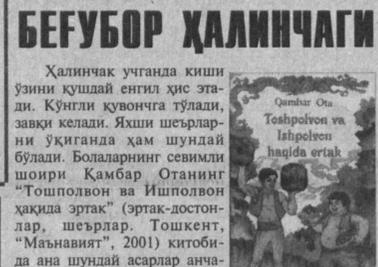 БЕҒУБОР ҲАЛИНЧАГИ
Ҳалинчак учганда киши
ўзини қушдай енгил ҳис эта-
ди. Кўнгли қувончга тўлади,
завқи келади. Яхши шеърлар-
ни ўқиганда ҳам шундай
бўлади. Болаларнинг севимли
шоири Қамбар Отанинг
“Тошполвон ва Ишполвон
ҳақида эртак” (эртак-достон-
лар, шеърлар. Тошкент,
“Маънавият”, 2001) китоби-
да ана шундай асарлар анча-
Qambar Ota
Toshpolvon va
Ishpolvon
haqida ertak